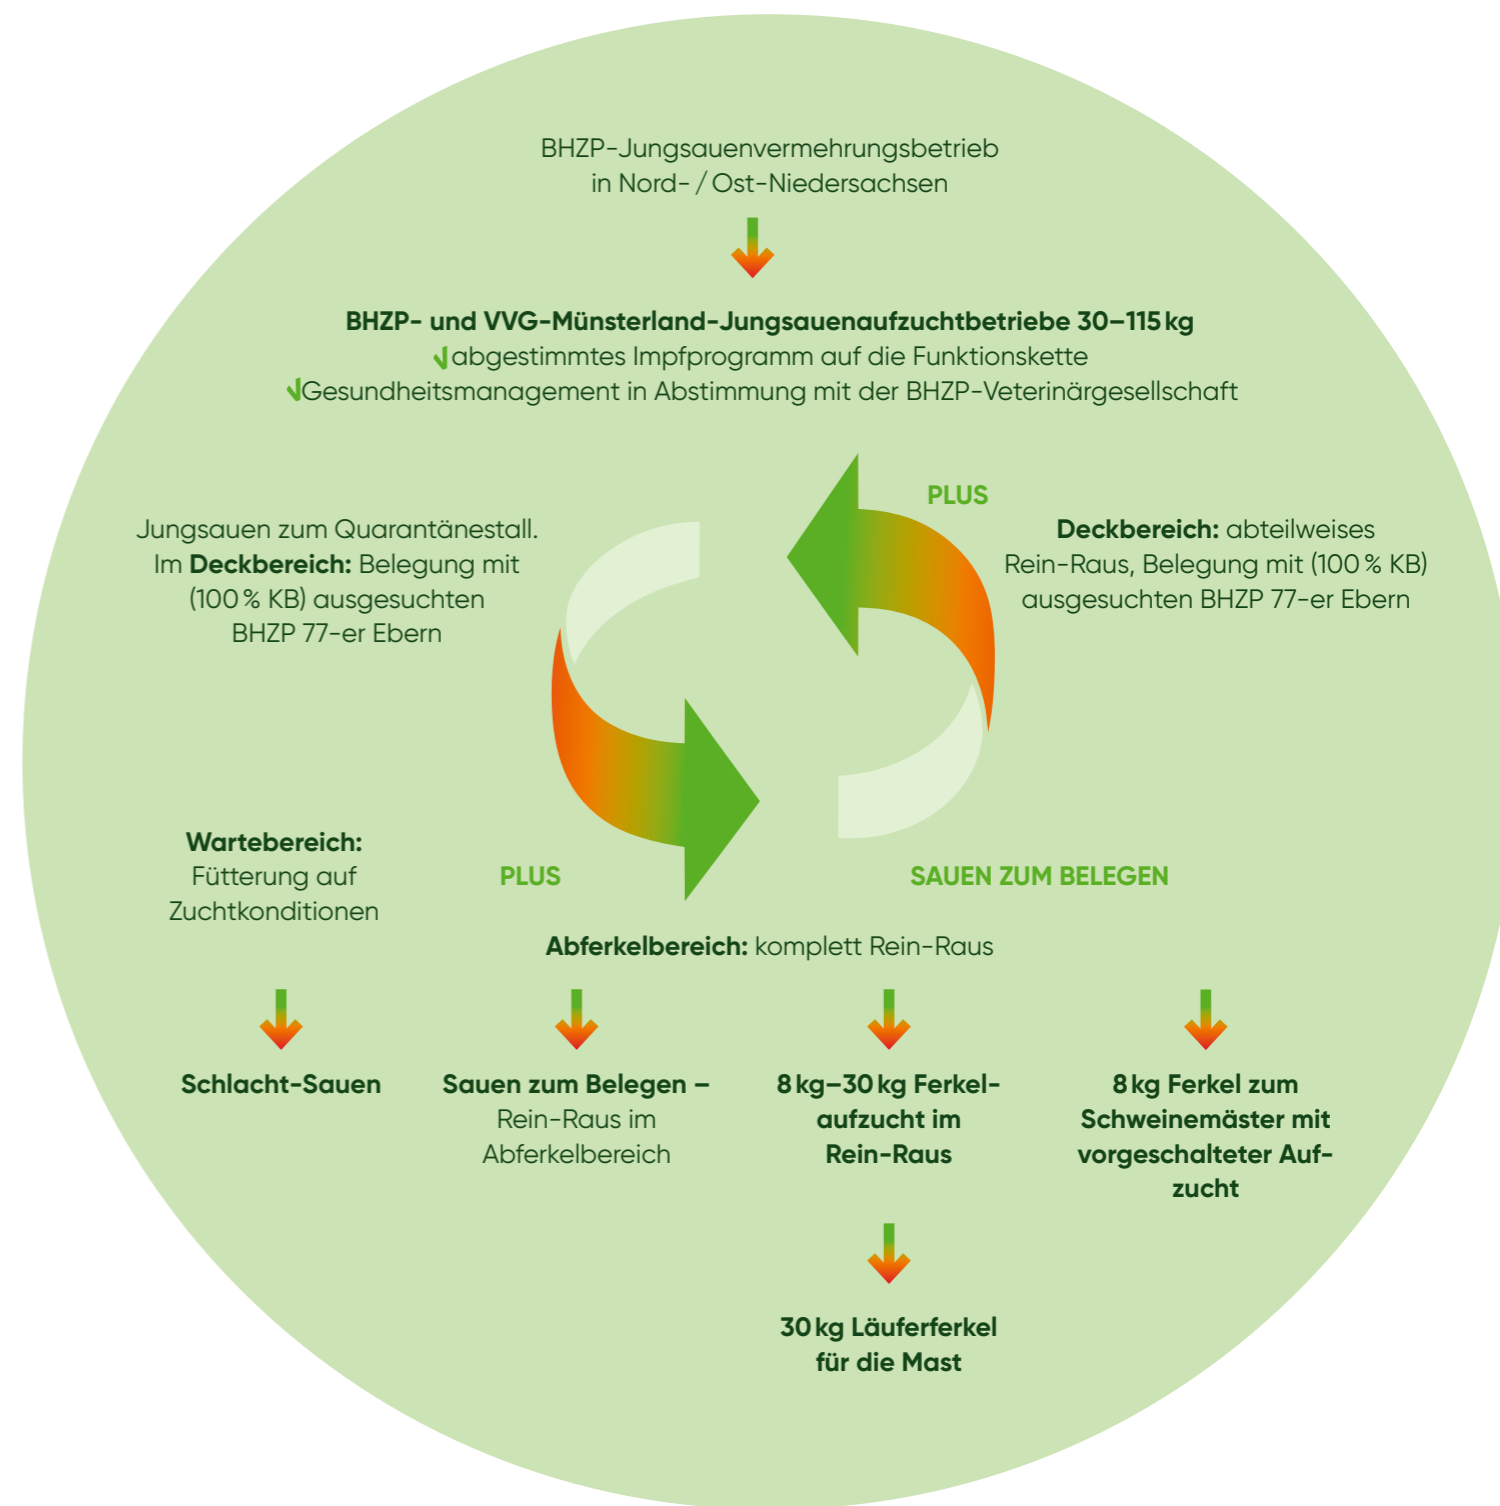 BHZP-Jungsauenvermehrungsbetrieb
in Nord- / Ost-Niedersachsen
BHZP- und VVG-Münsterland-Jungsauenaufzuchtbetriebe 30–115 kg
abgestimmtes Impfprogramm auf die Funktionskette
Gesundheitsmanagement in Abstimmung mit der BHZP-Veterinärgesellschaft
Jungsauen zum Quarantänestall.
Im Deckbereich: Belegung mit
(100 % KB) ausgesuchten
BHZP 77-er Ebern
PLUS
Deckbereich: abteilweises
Rein-Raus, Belegung mit (100 % KB)
ausgesuchten BHZP 77-er Ebern
Wartebereich:
Fütterung auf
Zuchtkonditionen
PLUS
SAUEN ZUM BELEGEN
Abferkelbereich: komplett Rein-Raus
Schlacht-Sauen
Sauen zum Belegen –
Rein-Raus im
Abferkelbereich
8 kg–30 kg Ferkel-
aufzucht im
Rein-Raus
8 kg Ferkel zum
Schweinemäster mit
vorgeschalteter Auf-
zucht
30 kg Läuferferkel
für die Mast